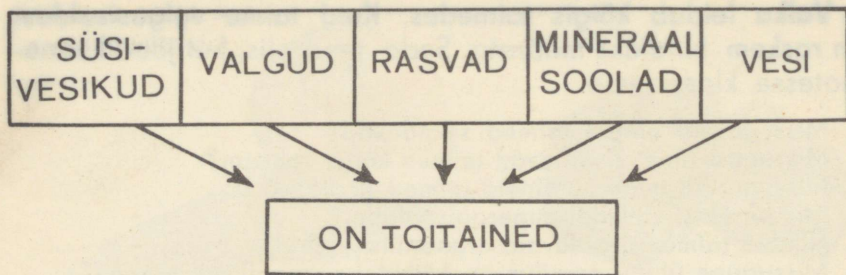 SÜSI-
VESIKUD
VALGUD
RASVAD
MINERAAL
SOOLAD
VESI
ON TOITAINED